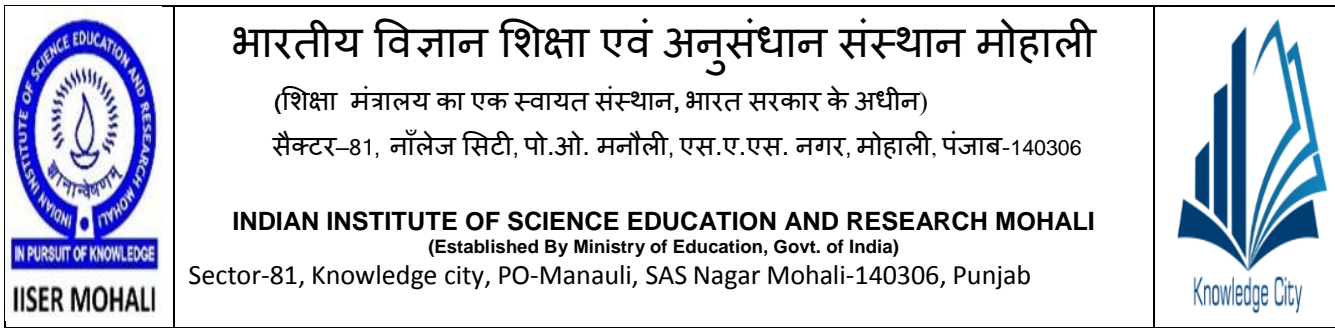 INDIAN INSTITUTE OF SCIENCE EDUCATION AND RESEARCH MOHALI
ज्ञानान्वेषणम्
IN PURSUIT OF KNOWLEDGE
IISER MOHALI
भारतीय विज्ञान शिक्षा एवं अनुसंधान संस्थान मोहाली
(शिक्षा मंत्रालय का एक स्वायत संस्थान, भारत सरकार के अधीन)
सैक्टर–81, नॉलेज सिटी, पो.ओ. मनौली, एस.ए.एस. नगर, मोहाली, पंजाब-140306
INDIAN INSTITUTE OF SCIENCE EDUCATION AND RESEARCH MOHALI
(Established By Ministry of Education, Govt. of India)
Sector-81, Knowledge city, PO-Manauli, SAS Nagar Mohali-140306, Punjab
Knowledge City